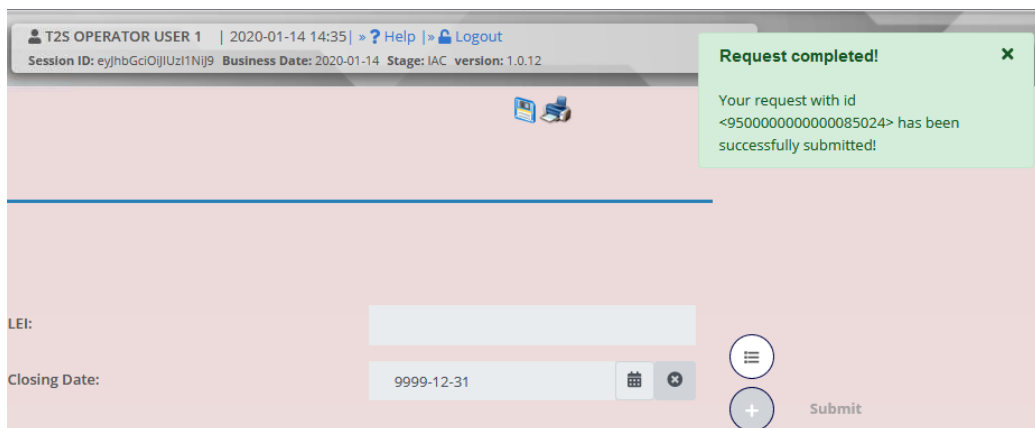 T2S OPERATOR USER 1 | 2020-01-14 14:35| » ? Help |» Logout
Session ID: eyJhbGciOiJIUzI1NiJ9 Business Date: 2020-01-14 Stage: IAC version: 1.0.12
Request completed! ×
Your request with id
<9500000000000085024> has been
successfully submitted!
LEI:
Closing Date: 9999-12-31
Submit